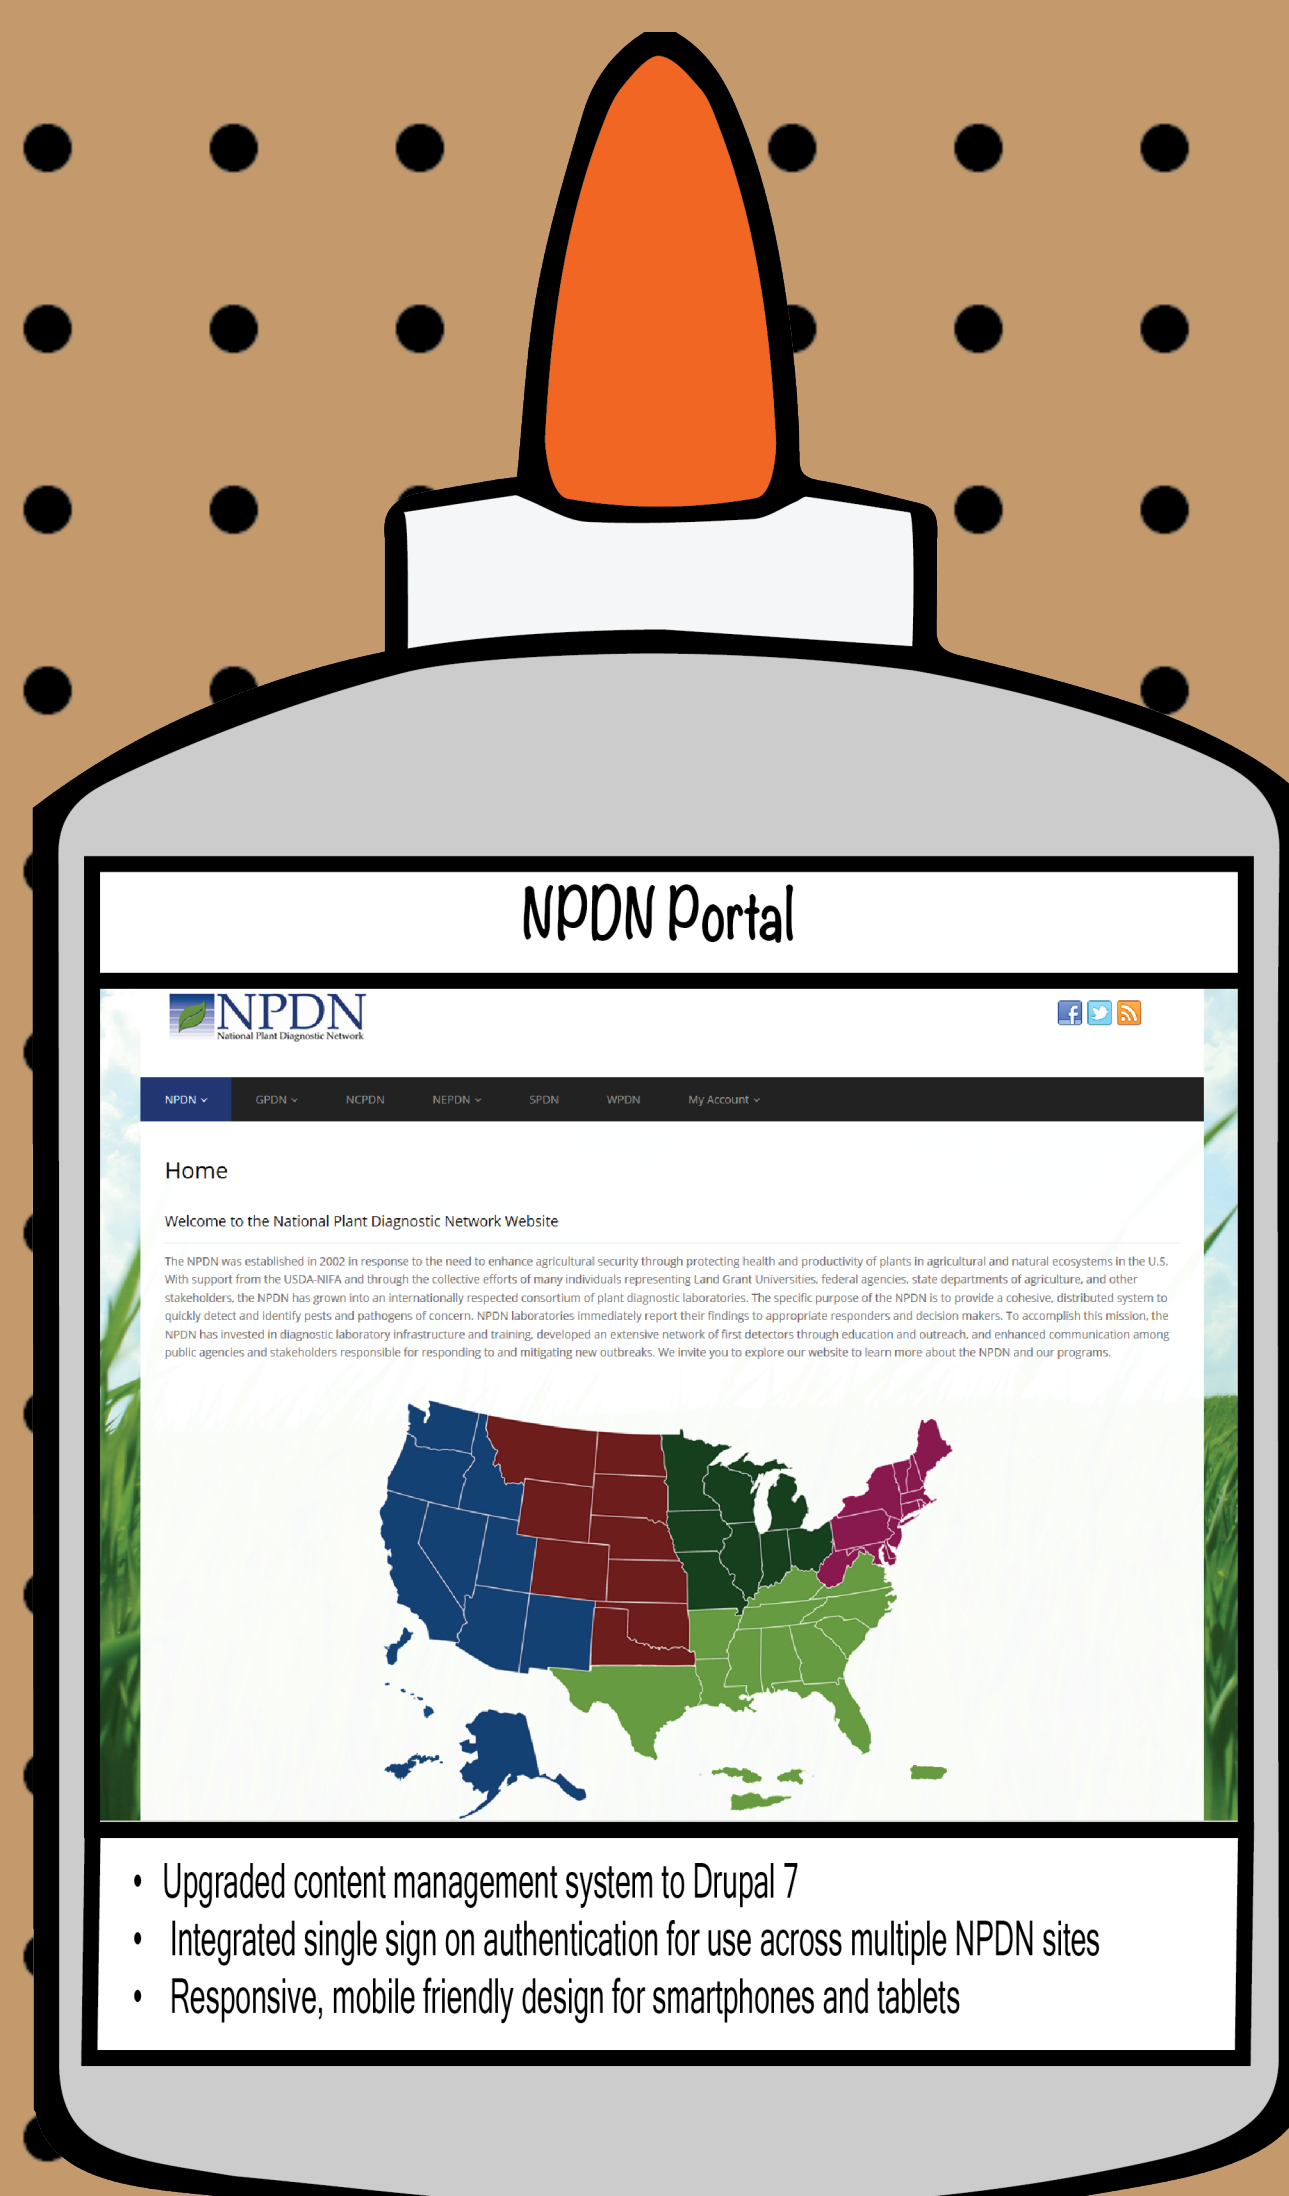 NPDN Portal
NPDN
National Plant Diagnostic Network
NPDN GPDN NCPDN NEPDN SPDN WPDN My Account
Home
Welcome to the National Plant Diagnostic Network Website
The NPDN was established in 2002 in response to the need to enhance agricultural security through protecting health and productivity of plants in agricultural and natural ecosystems in the U.S.
With support from the USDA-NIFA and through the collective efforts of many individuals representing Land Grant Universities, federal agencies, state departments of agriculture, and other
stakeholders, the NPDN has grown into an internationally respected consortium of plant diagnostic laboratories. The specific purpose of the NPDN is to provide a cohesive, distributed system to
quickly detect and identify pests and pathogens of concern. NPDN laboratories immediately report their findings to appropriate responders and decision makers. To accomplish this mission, the
NPDN has invested in diagnostic laboratory infrastructure and training, developed an extensive network of first detectors through education and outreach, and enhanced communication among
public agencies and stakeholders responsible for responding to and mitigating new outbreaks. We invite you to explore our website to learn more about the NPDN and our programs.
• Upgraded content management system to Drupal 7
• Integrated single sign on authentication for use across multiple NPDN sites
• Responsive, mobile friendly design for smartphones and tablets